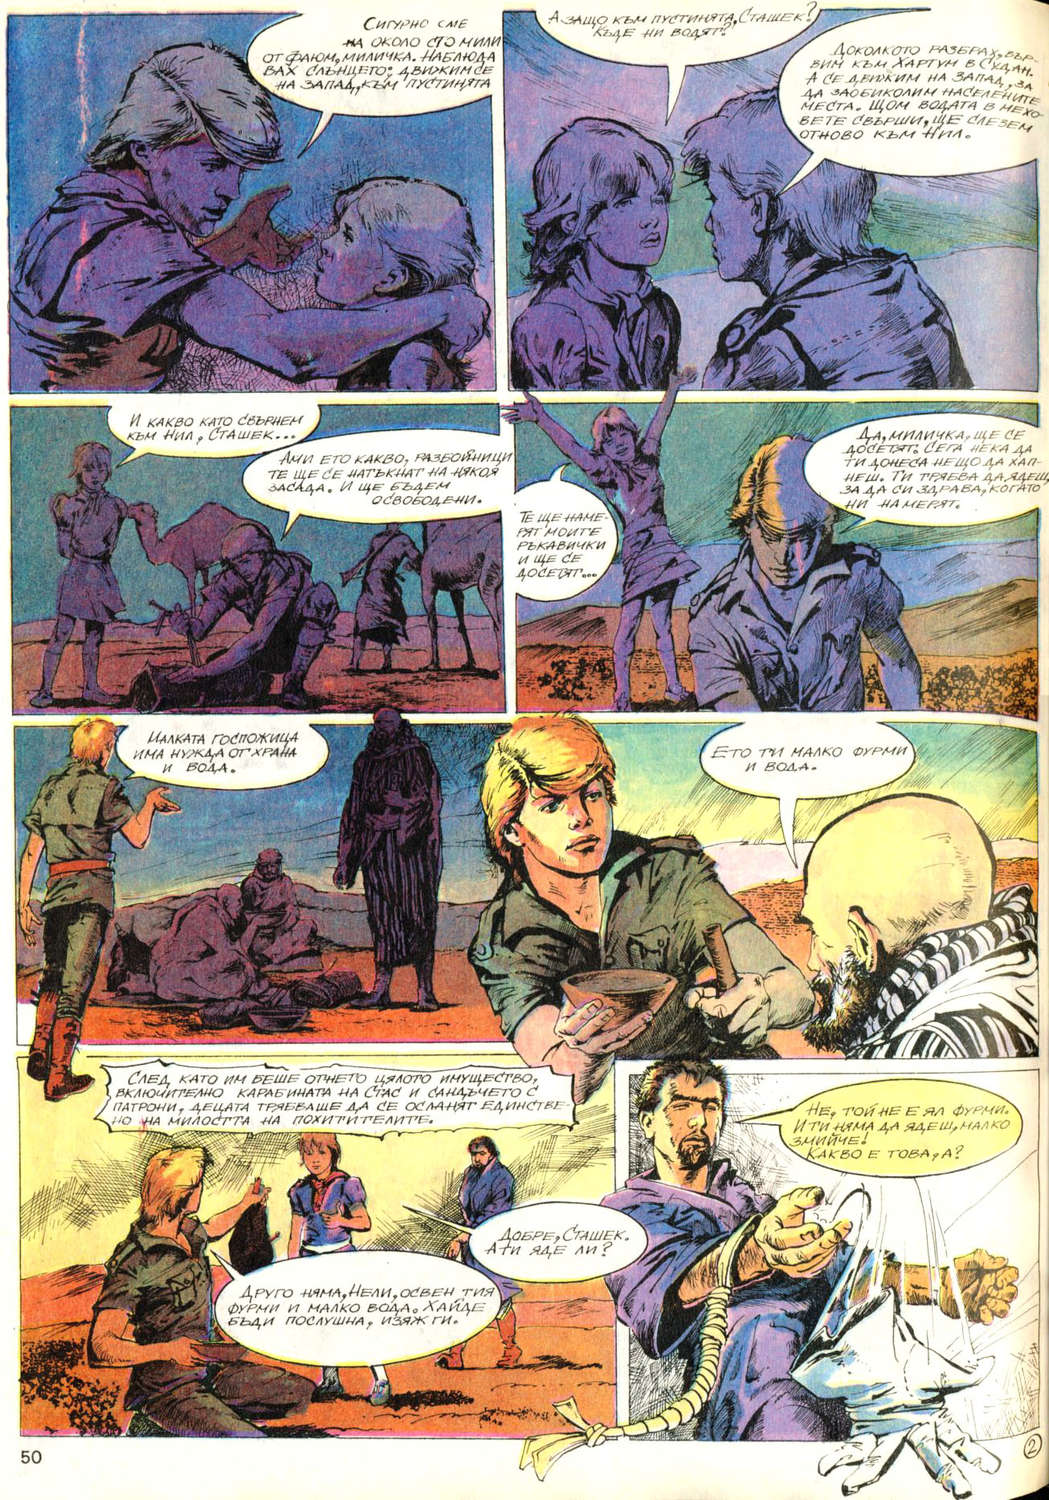 Сигурно сме
на около сто мили
от Фаюм, миличка. Наблюда
вах слънцето: движим се
на запад, към пустинята
А защо към пустинята, Сташек?
Къде ни водят?
Доколкото разбрах, вър-
вим към Хартум в Судан.
А се движим на запад, за
да заобиколим населените
места. Щом водата в мехо-
вете свърши, ще слезем
отново към Нил.
И какво като свърнем
към Нил, Сташек...
Ами ето какво, разбойници
те ще се натъкнат на някоя
засада. И ще бъдем
освободени.
Те ще наме-
рят моите
ръкавички
и ще се
досетят...
Да, миличка, ще се
досетят. Сега нека да
ти донеса нещо да хап-
неш. Ти трябва да ядеш,
за да си здрава, когато
ни намерят.
Малката госпожица
има нужда от храна
и вода.
Ето ти малко фурми
и вода.
След като им беше отнето цялото имущество,
включително карабината на Стас и сандъчето с
патрони, децата трябваше да се осланят единстве-
но на милостта на похитителите.
Друго няма, Нели, освен тия
фурми и малко вода. Хайде
бъди послушна, изяж ги.
Добре, Сташек.
А ти яде ли?
Не, той не е ял фурми.
И ти няма да ядеш, малко
змийче!
Какво е това, а?
50
2